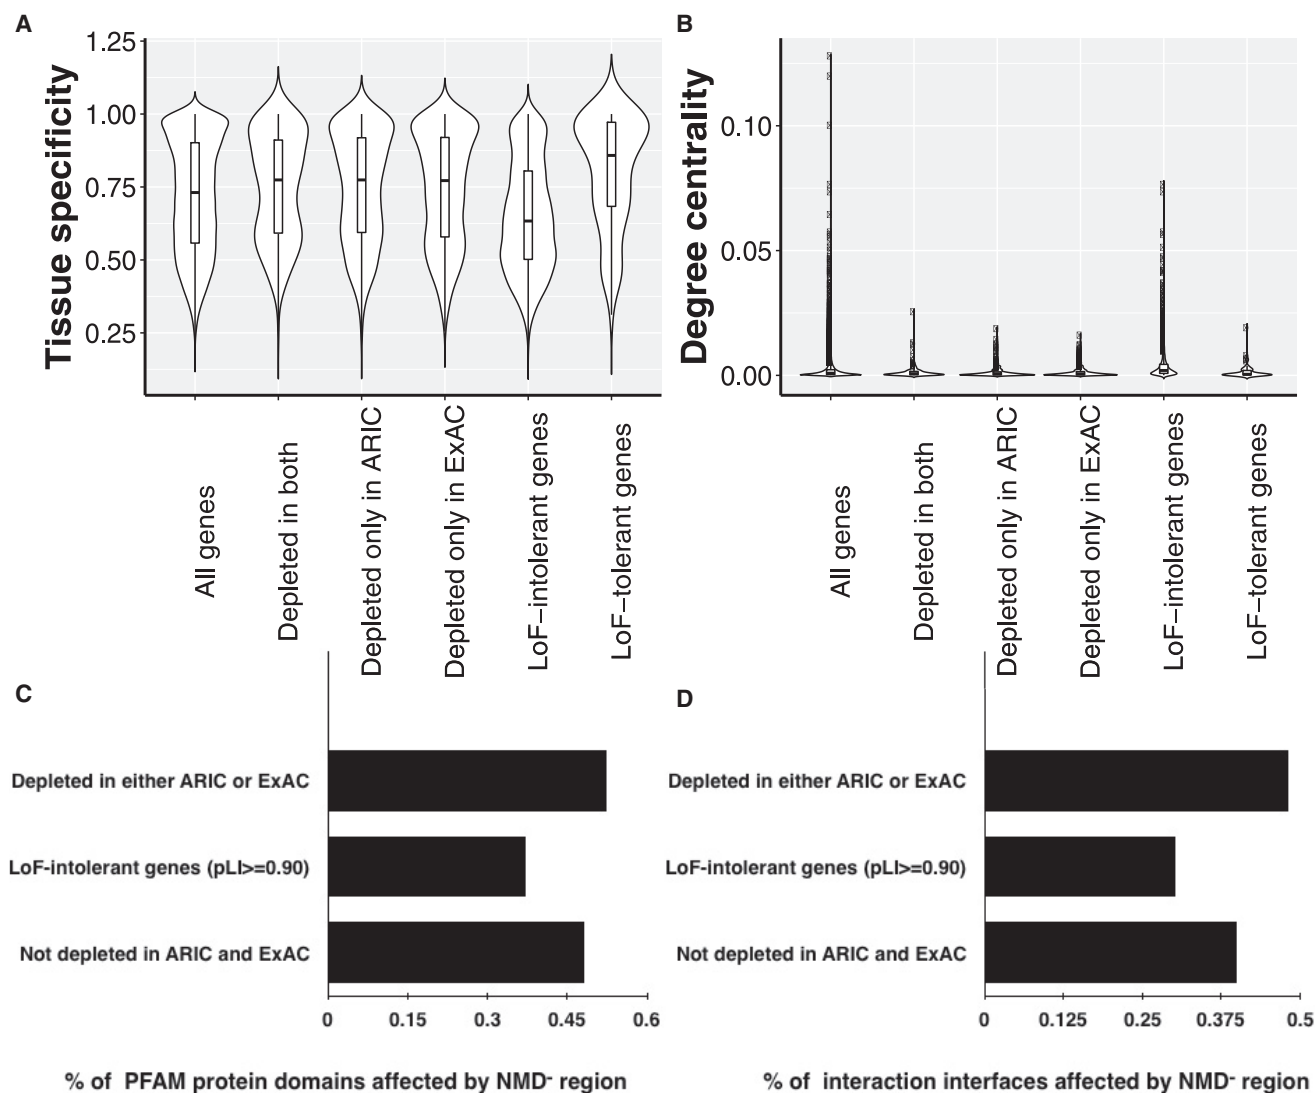 A
Tissue specificity
1.25
1.00
0.75
0.50
0.25
All genes
Depleted in both
Depleted only in ARIC
Depleted only in ExAC
LoF−intolerant genes
LoF−tolerant genes
B
Degree centrality
0.10
0.05
0.00
All genes
Depleted in both
Depleted only in ARIC
Depleted only in ExAC
LoF−intolerant genes
LoF−tolerant genes
C
Depleted in either ARIC or ExAC
LoF-intolerant genes (pLI>=0.90)
Not depleted in ARIC and ExAC
0 0.15 0.3 0.45 0.6
% of PFAM protein domains affected by NMD⁻ region
D
Depleted in either ARIC or ExAC
LoF-intolerant genes (pLI>=0.90)
Not depleted in ARIC and ExAC
0 0.125 0.25 0.375 0.5
% of interaction interfaces affected by NMD⁻ region